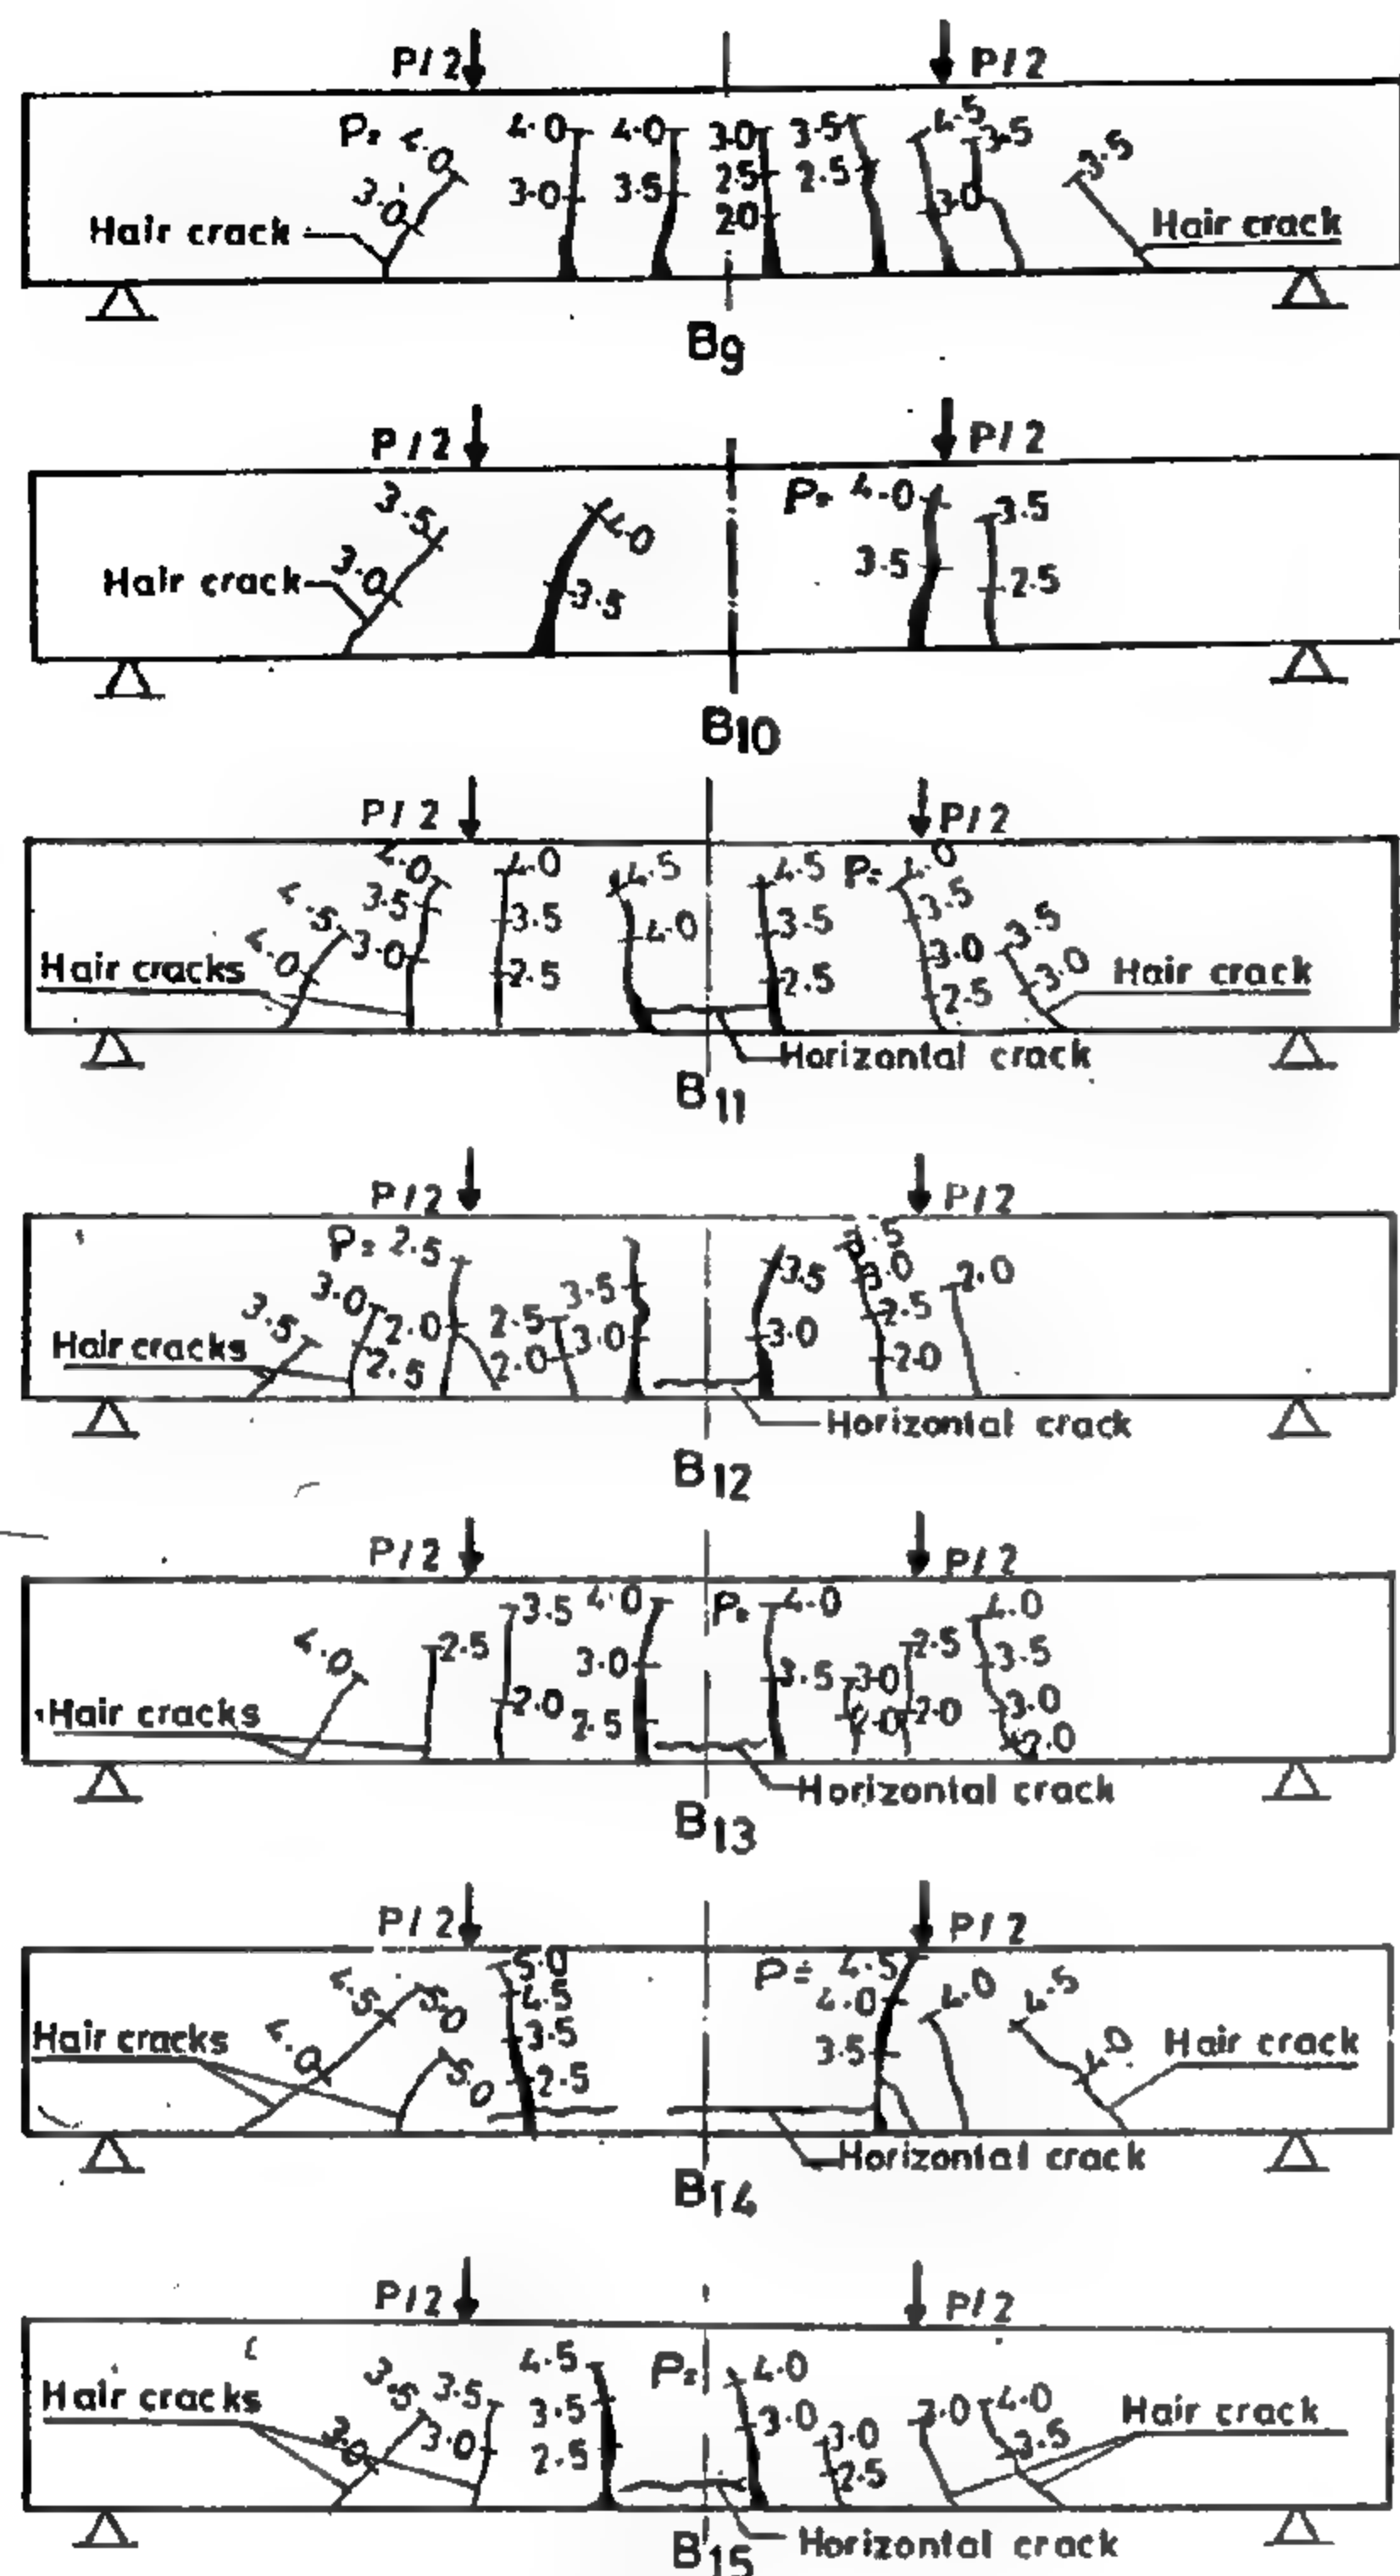 P/2 P/2
P= 4.0 4.0 4.0 3.0 3.5 4.5 3.5 3.5
3.0 3.0 3.5 2.5 2.5 3.0
20
Hair crack Hair crack
B9
P/2 P/2
3.5 4.0 P= 4.0 3.5
Hair crack 3.0 3.5 3.5 2.5
B10
P/2 P/2
4.0 4.0 4.5 4.5 P= 4.0
4.5 3.5 3.5 4.0 3.5 3.5 3.5
4.0 3.0 2.5 2.5 3.0 3.0
2.5
Hair cracks Hair crack
Horizontal crack
B11
P/2 P/2
P= 2.5 3.5 3.5 3.5 2.0
3.5 3.0 2.0 2.5 3.0 3.0 3.0 2.5
Hair cracks 2.5 2.0 2.0
Horizontal crack
B12
P/2 P/2
4.0 2.5 3.5 4.0 P= 4.0 2.5 4.0
3.0 3.5 3.0 3.5
2.0 2.5 2.0 2.0 3.0
Hair cracks 2.0
Horizontal crack
B13
P/2 P/2
4.5 5.0 5.0 P= 4.5 4.0 4.5
4.0 4.5 4.0
Hair cracks 5.0 3.5 3.5 4.0 Hair crack
2.5
Horizontal crack
B14
P/2 P/2
3.5 3.5 4.5 P= 4.0 4.0
Hair cracks 3.5 3.0 3.0 Hair crack
3.0 3.0 2.5 2.5 3.5
Horizontal crack
B15